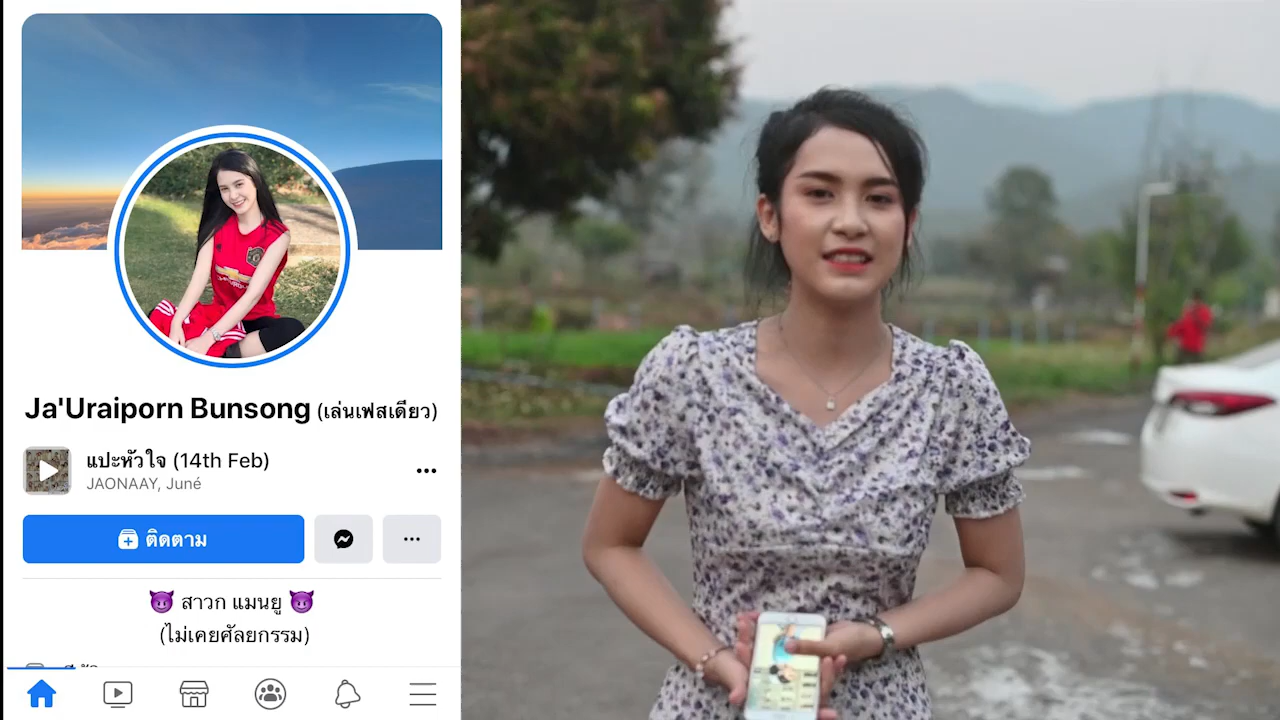 Ja'Uraiporn Bunsong (เล่นเฟสเดียว)
แปะหัวใจ (14th Feb)
JAONAAY, Juné
ติดตาม
😈 สาวก แมนยู 😈
(ไม่เคยศัลยกรรม)